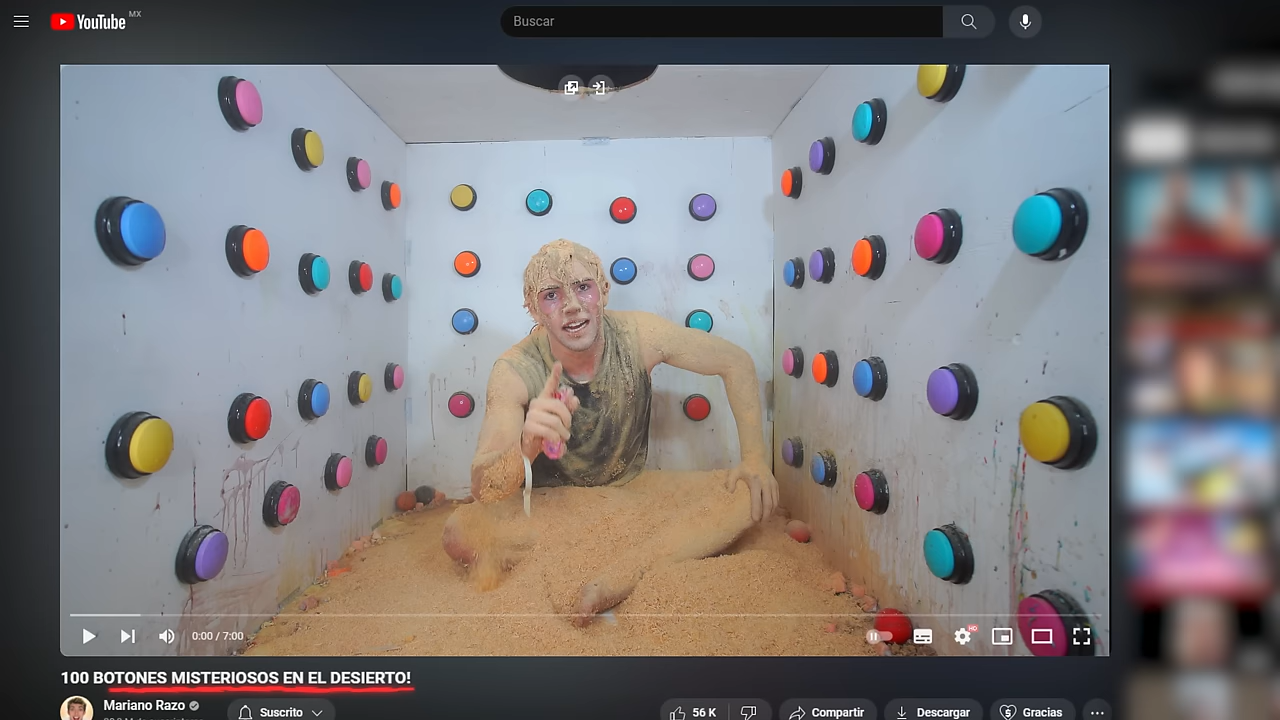 YouTube MX
Buscar
0:00 / 7:00
HD
100 BOTONES MISTERIOSOS EN EL DESIERTO!
Mariano Razo
Suscrito
56 K
Compartir
Descargar
Gracias